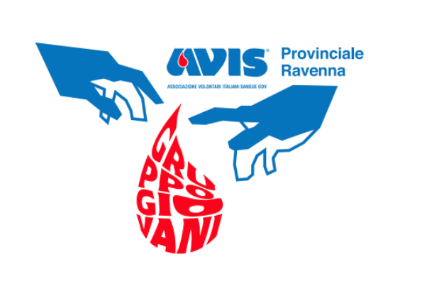 AVIS Provinciale
Ravenna
ASSOCIAZIONE VOLONTARI ITALIANI SANGUE ODV
GRUPPO
GIOVANI